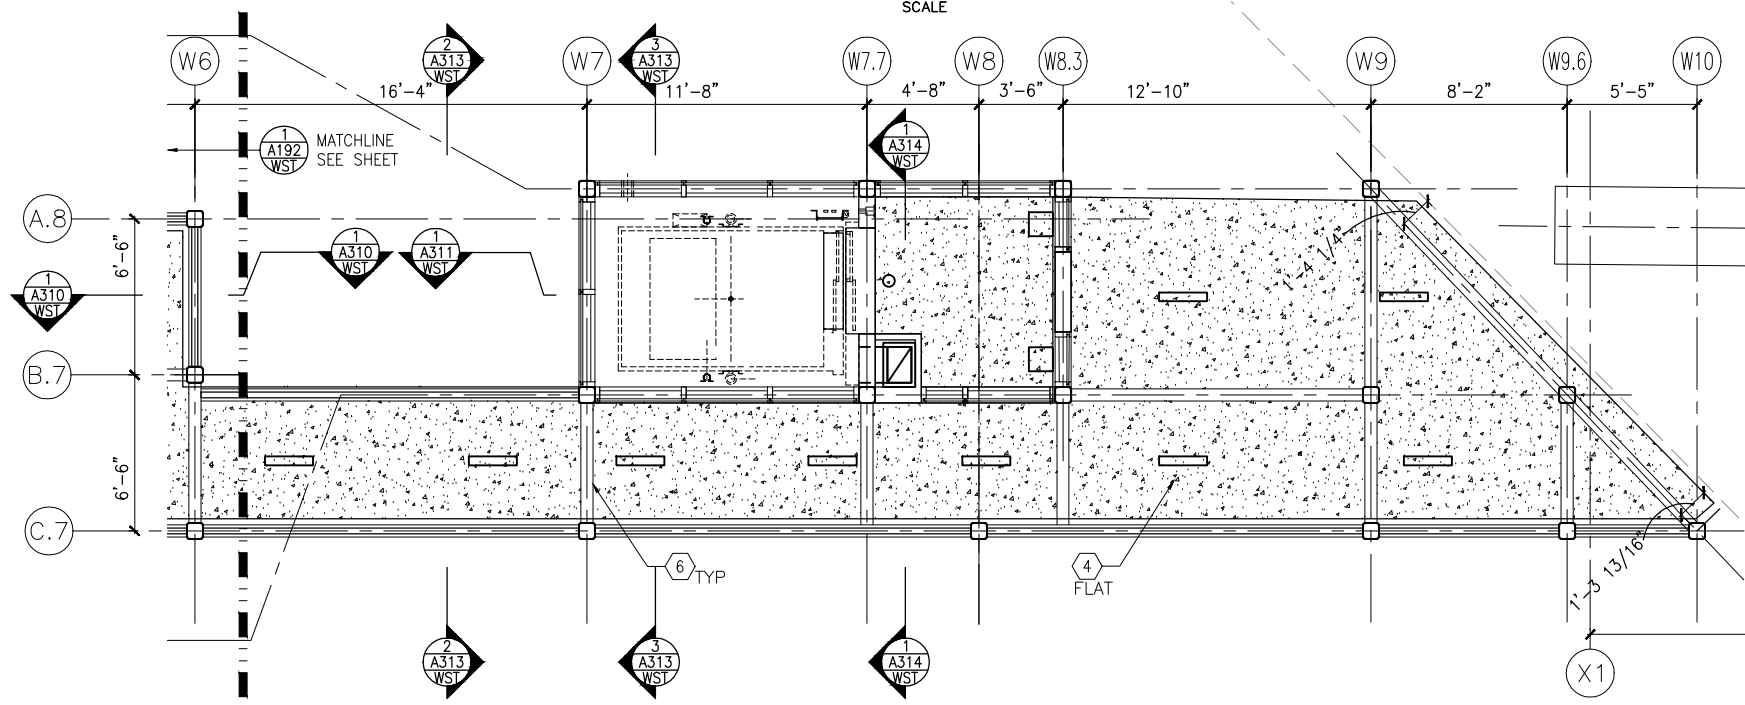 SCALE
2
A313
WST
3
A313
WST
W6
W7
W7.7
W8
W8.3
W9
W9.6
W10
16'-4"
11'-8"
4'-8"
3'-6"
12'-10"
8'-2"
5'-5"
1
A192
WST
MATCHLINE
SEE SHEET
1
A314
WST
A.8
6'-6"
1
A310
WST
1
A311
WST
1'-4 1/4"
1
A310
WST
B.7
6'-6"
C.7
6
TYP
4
FLAT
1'-3 13/16"
2
A313
WST
3
A313
WST
1
A314
WST
X1